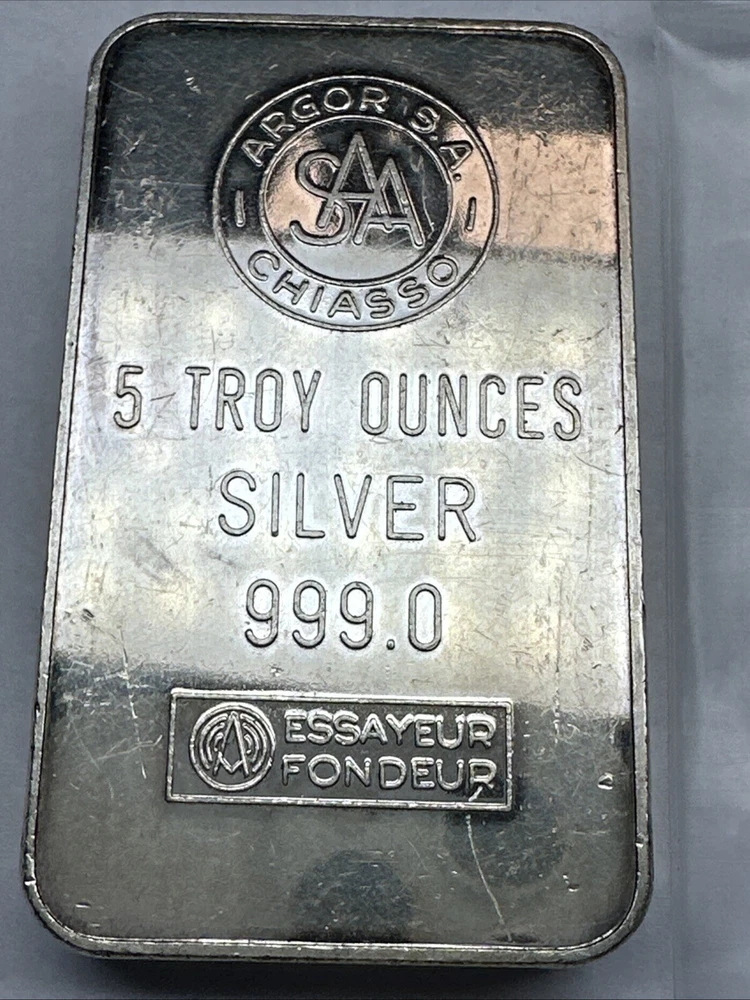 ARGOR S.A.
SAA
CHIASSO
5 TROY OUNCES
SILVER
999.0
ESSAYEUR
FONDEUR